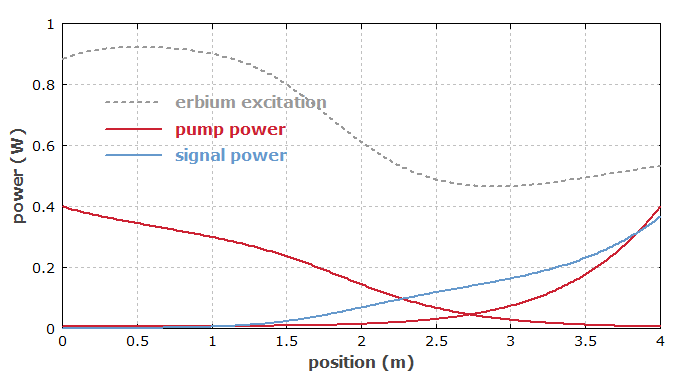 1
0.8
0.6
0.4
0.2
0
power (W)
erbium excitation
pump power
signal power
0 0.5 1 1.5 2 2.5 3 3.5 4
position (m)